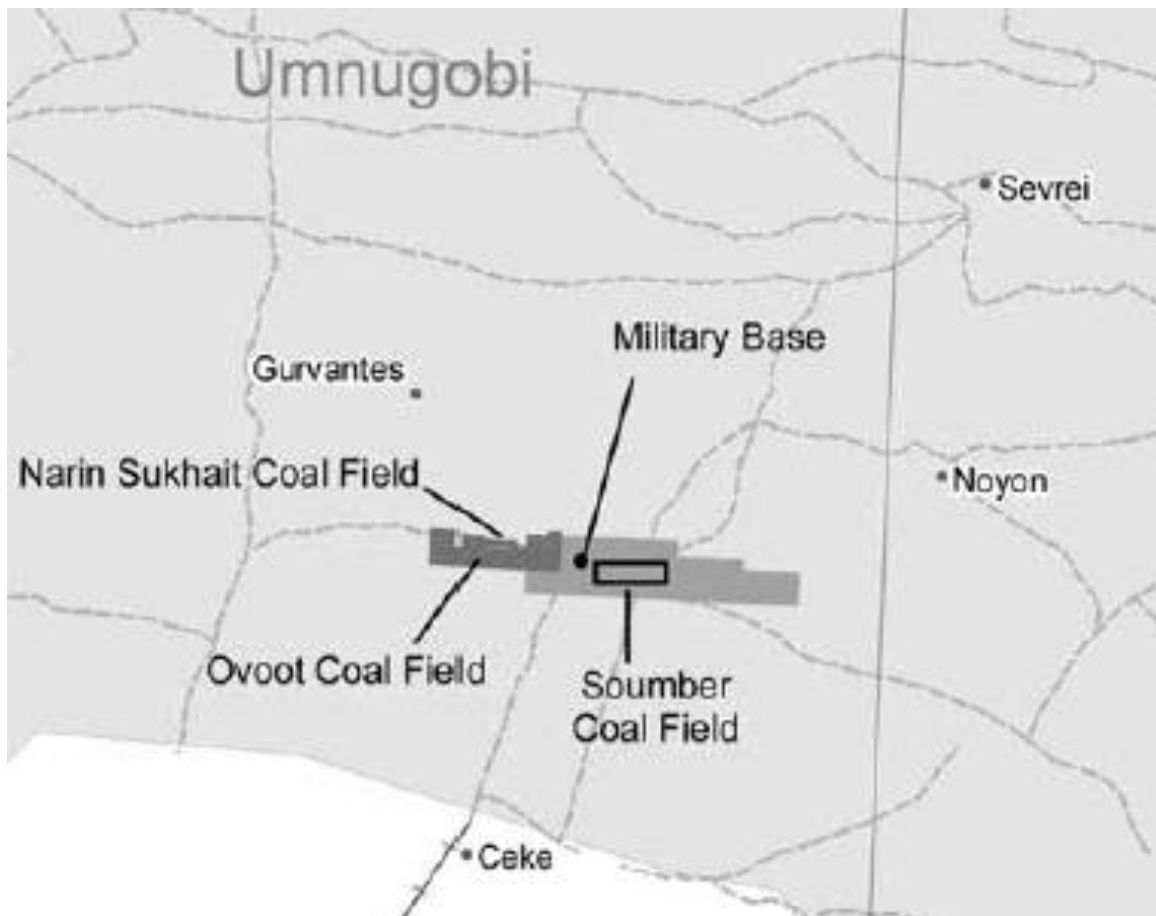 Umnugobi
Sevrei
Military Base
Gurvantes
Narin Sukhait Coal Field
Noyon
Ovoot Coal Field
Soumber
Coal Field
Ceke